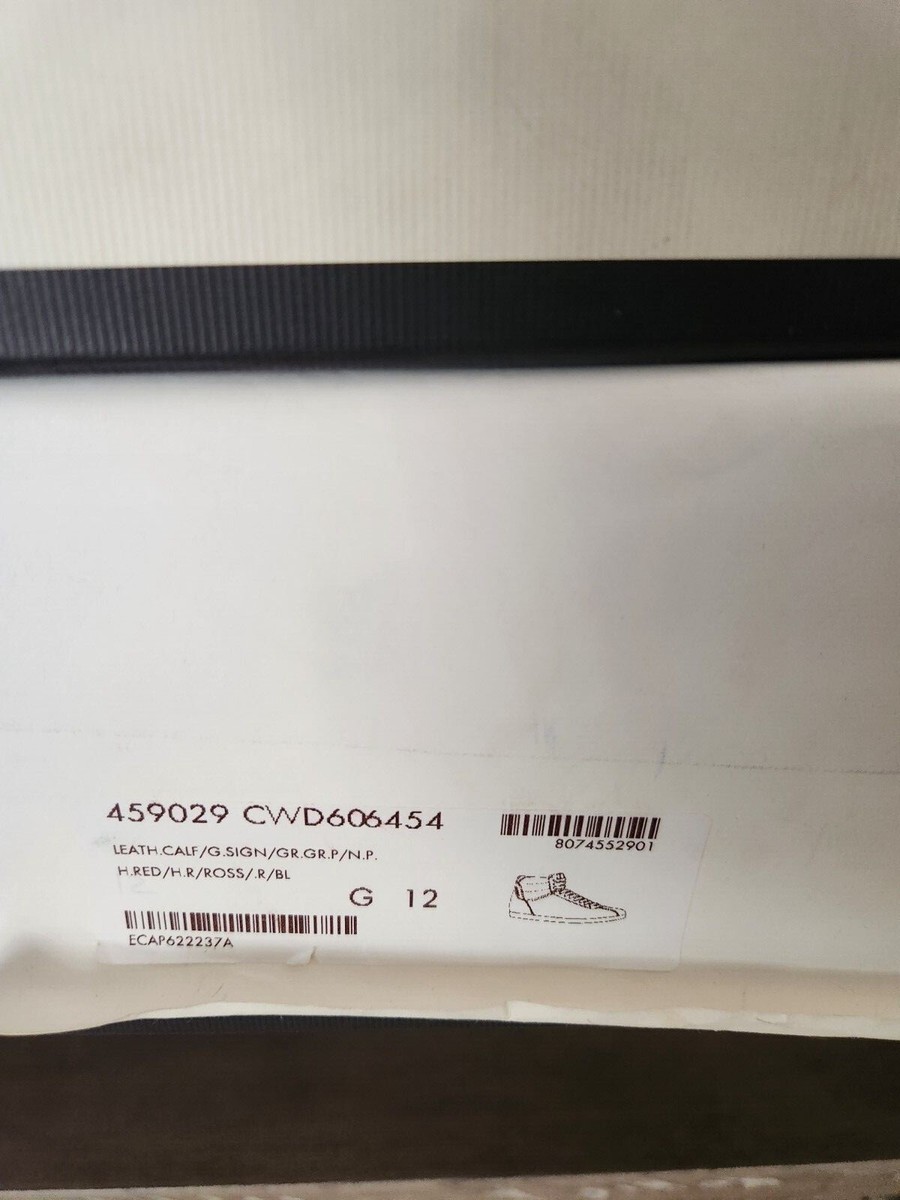 459029 CWD606454
8074552901
LEATH.CALF/G.SIGN/GR.GR.P/N.P.
H.RED/H.R/ROSS/.R/BL
G 12
ECAP622237A